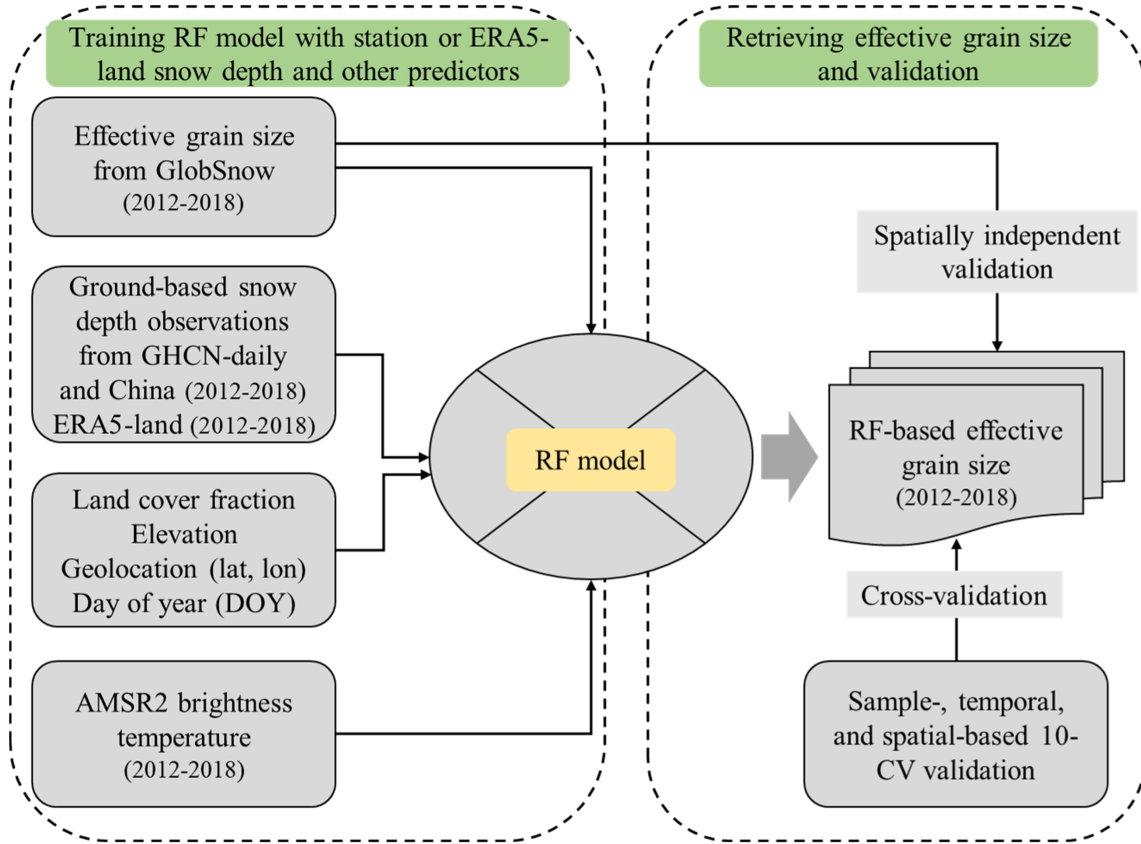 Training RF model with station or ERA5-
land snow depth and other predictors
Retrieving effective grain size
and validation
Effective grain size
from GlobSnow
(2012-2018)
Spatially independent
validation
Ground-based snow
depth observations
from GHCN-daily
and China (2012-2018)
ERA5-land (2012-2018)
RF model
RF-based effective
grain size
(2012-2018)
Land cover fraction
Elevation
Geolocation (lat, lon)
Day of year (DOY)
Cross-validation
AMSR2 brightness
temperature
(2012-2018)
Sample-, temporal,
and spatial-based 10-
CV validation